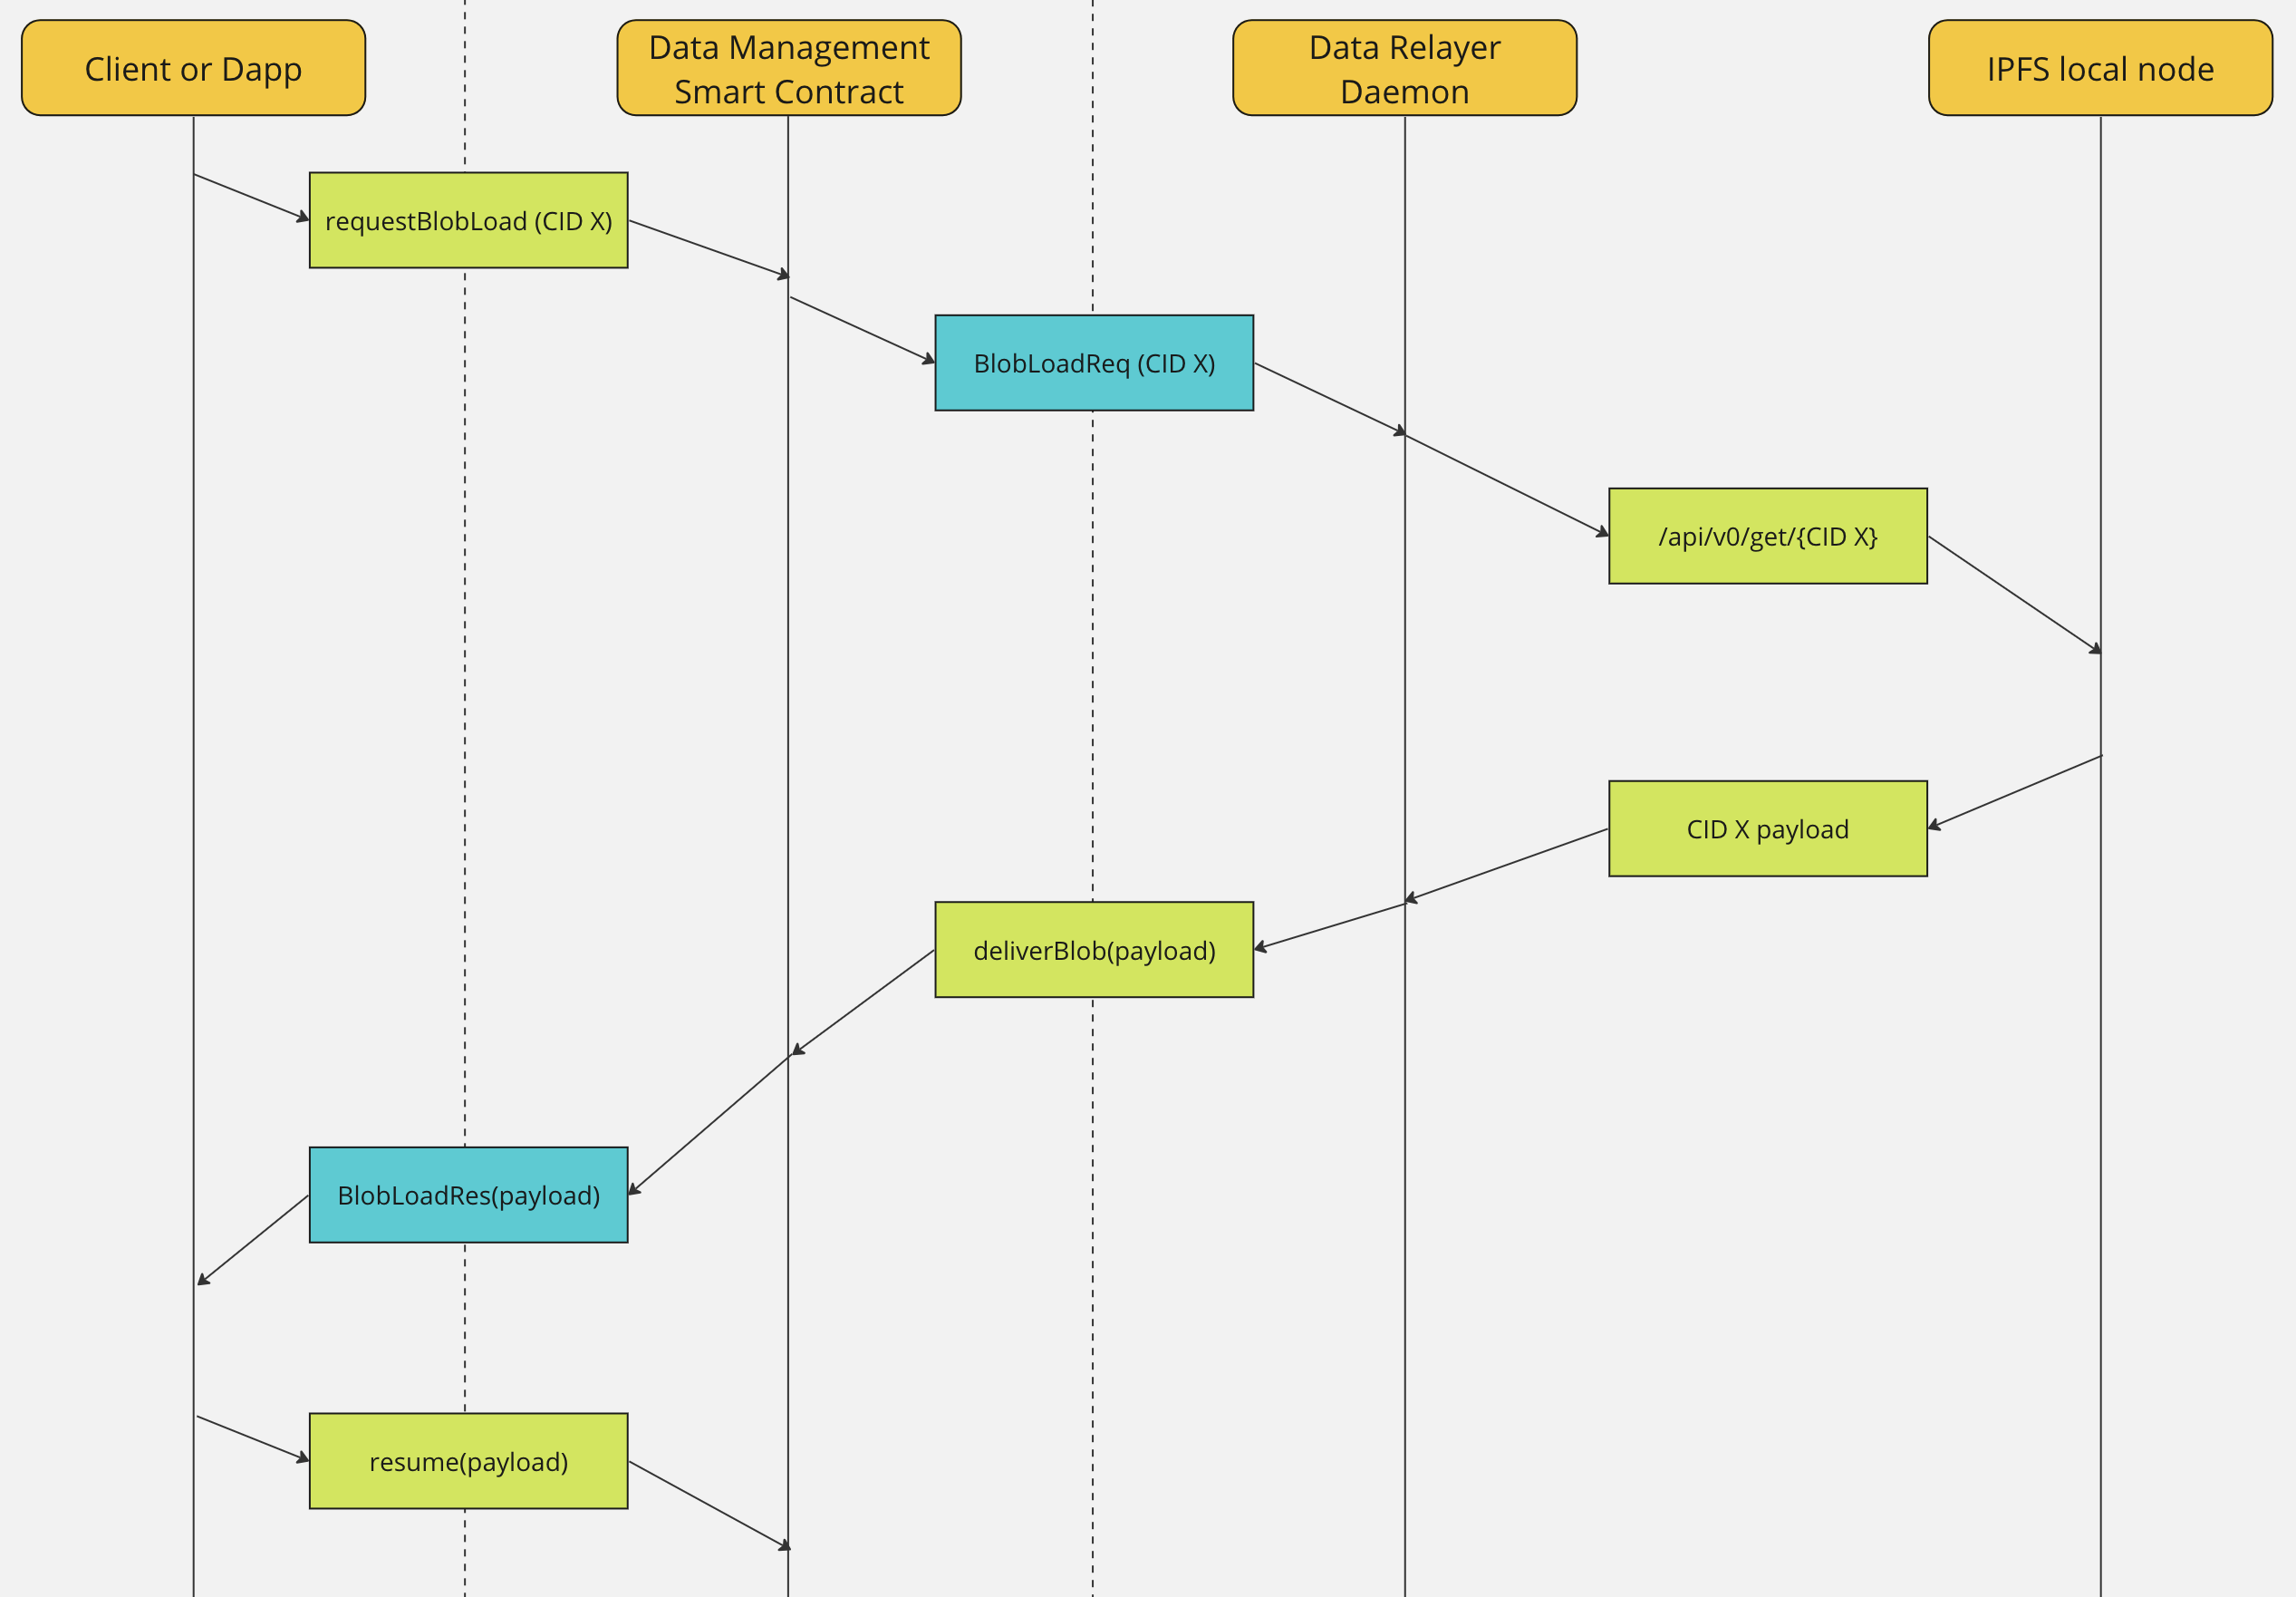 Client or Dapp
Data Management
Smart Contract
Data Relayer
Daemon
IPFS local node
requestBlobLoad (CID X)
BlobLoadReq (CID X)
/api/v0/get/{CID X}
CID X payload
deliverBlob(payload)
BlobLoadRes(payload)
resume(payload)